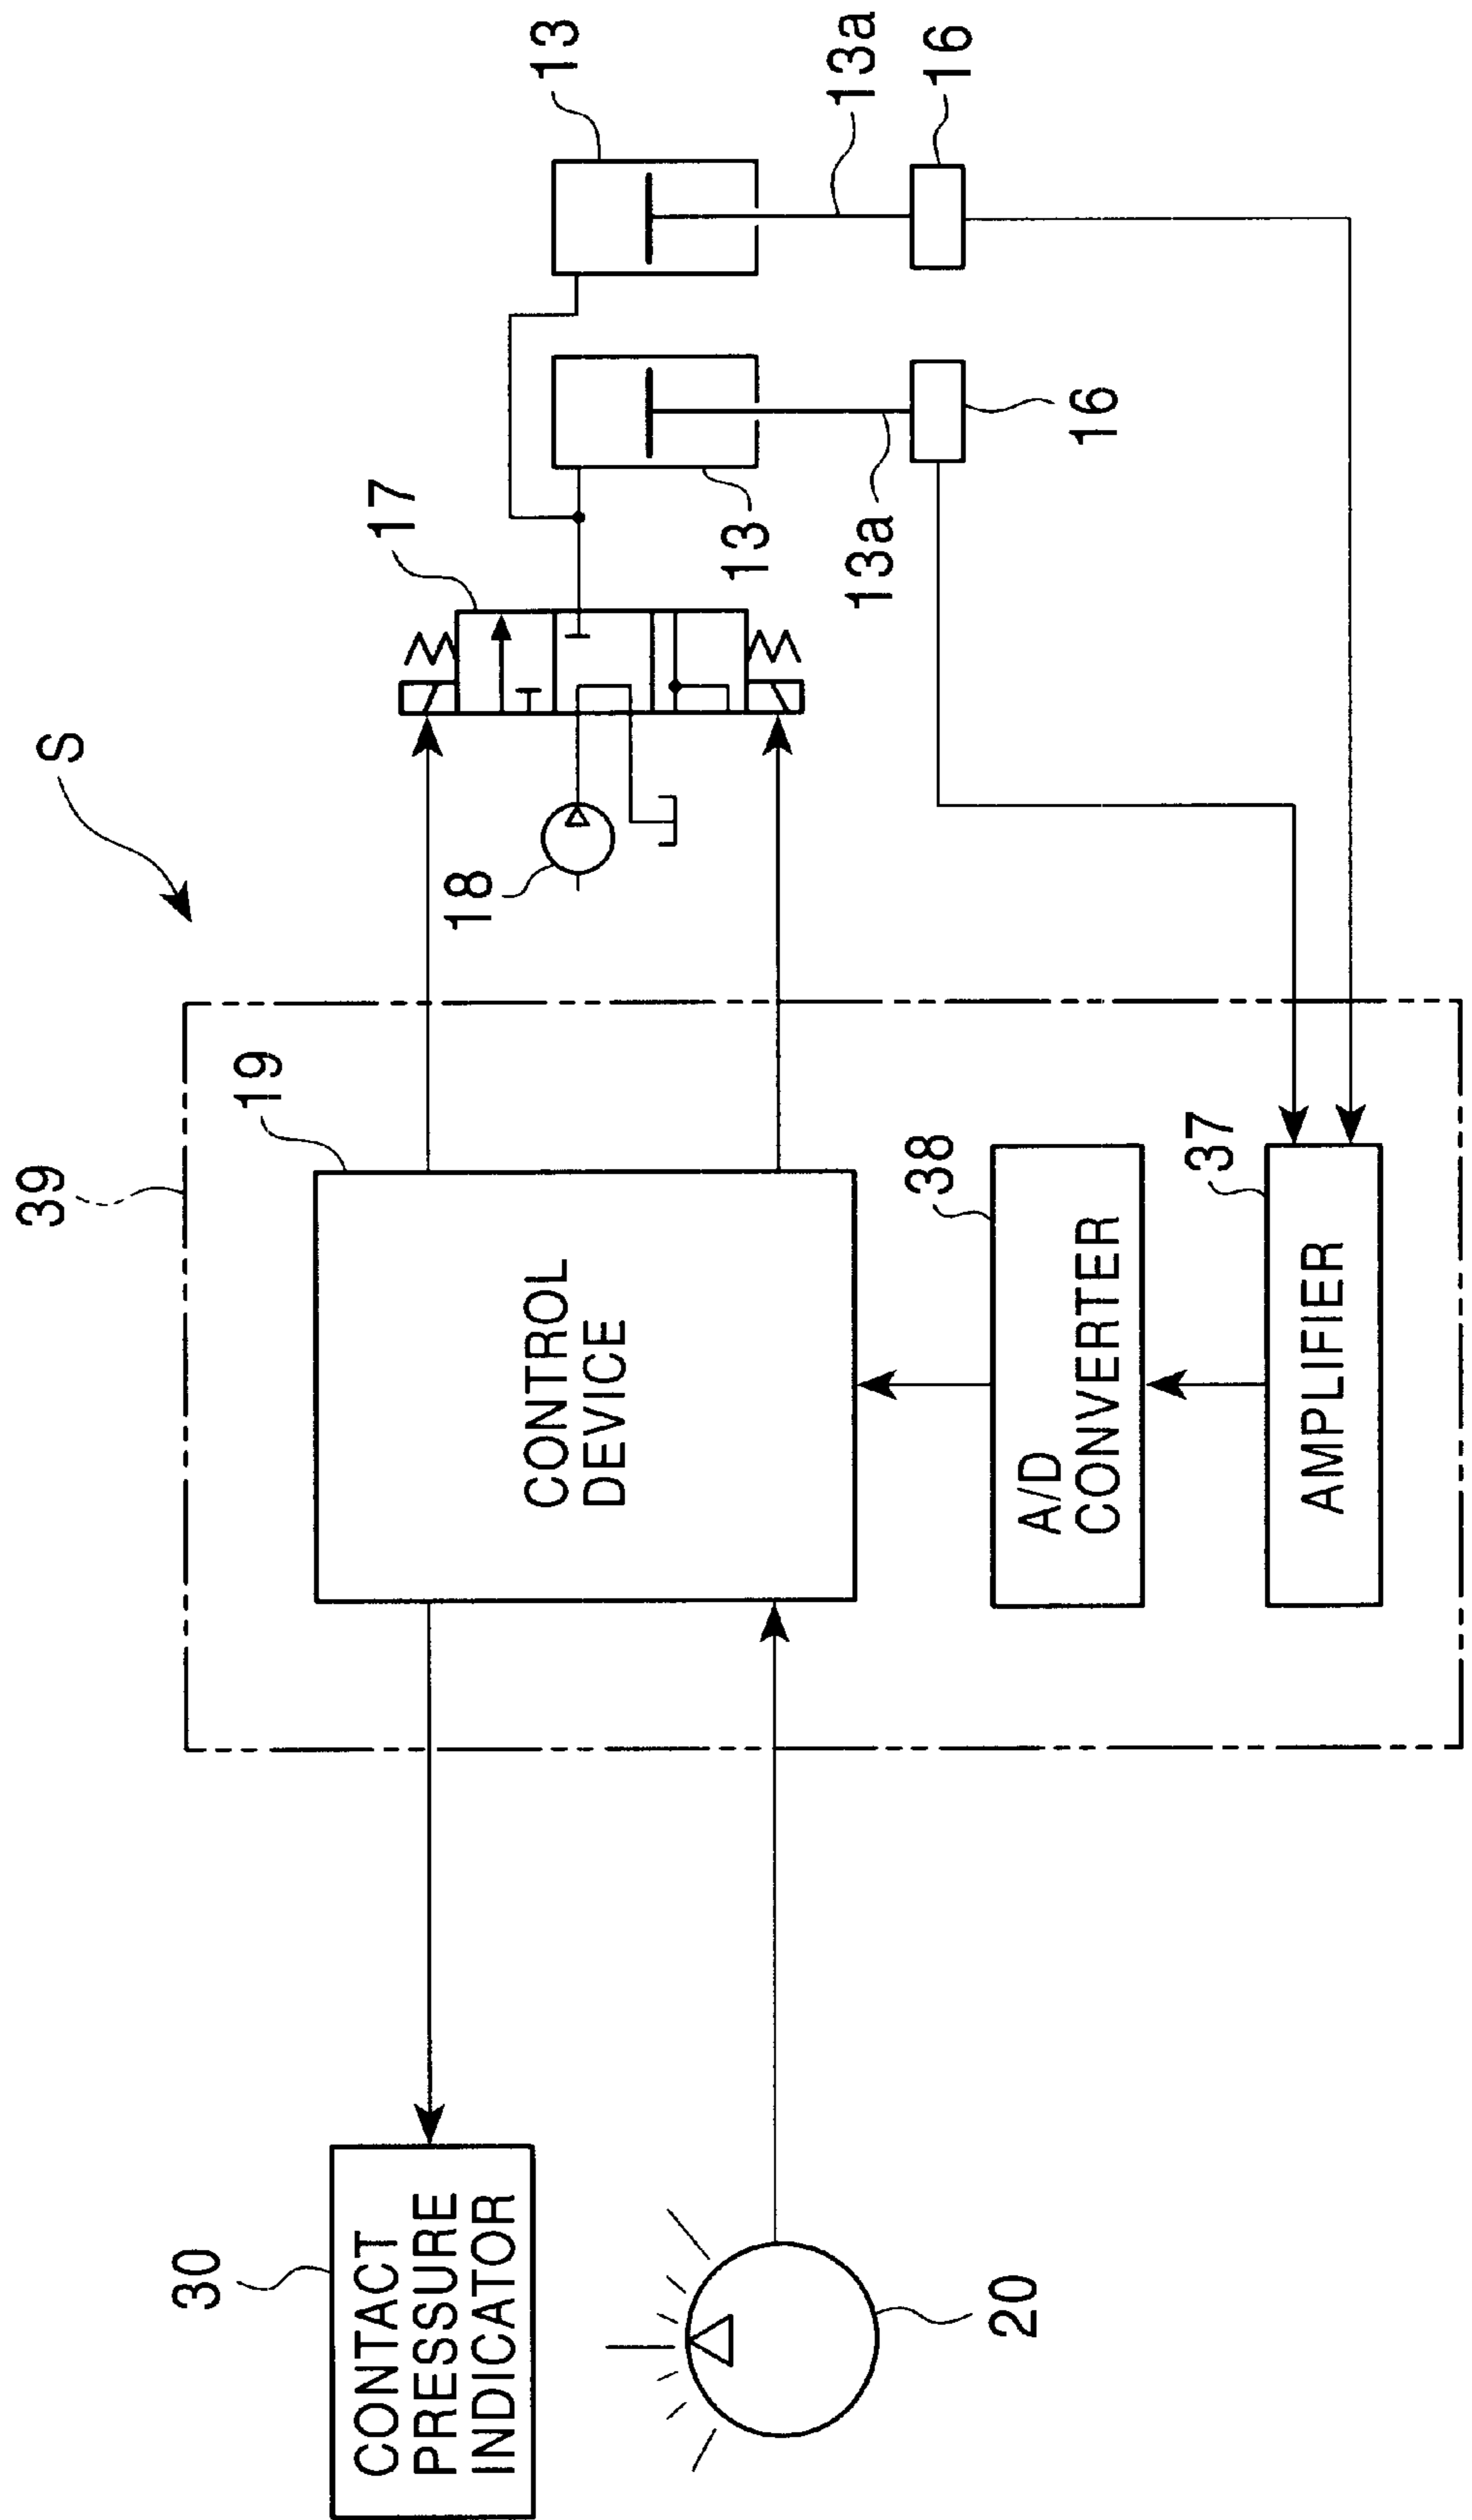 S
39
19
17
13
13a
16
18
13
13a
16
30
CONTACT
PRESSURE
INDICATOR
CONTROL
DEVICE
38
A/D
CONVERTER
37
AMPLIFIER
20